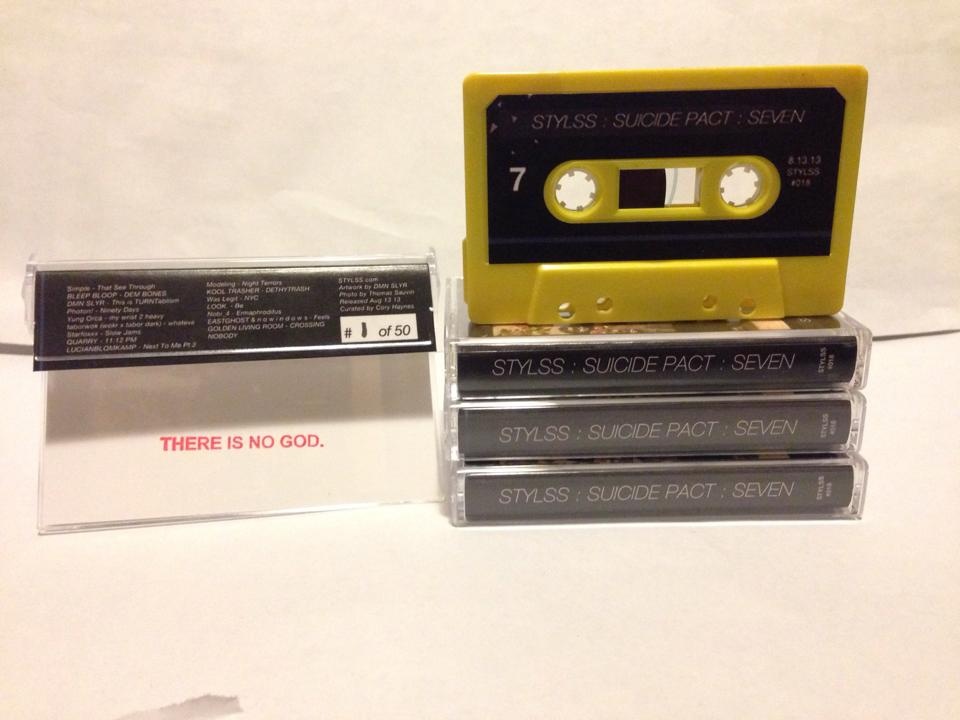 Simple - That See Through
BLEEP BLOOP - DEM BONES
DMN SLYR - This is TURNTablism
Photon! - Ninety Days
Yung Orca - my wrist 2 heavy
taborwok (wokx x tabor dark) - whateve
Starfoxxx - Slow Jams
QUARRY - 11:12 PM
LUCIANBLOMKAMP - Next To Me Pt 2
Modeling - Night Terrors
KOOL TRASHER - DETHYTRASH
Was Legit - NYC
LOOK. - Be
Nobi_4 - Ermaphroditus
EASTGHOST & n o w i n d o w s - Feels
GOLDEN LIVING ROOM - CROSSING
NOBODY
STYLSS.com
Artwork by DMN SLYR
Photo by Thomas Sauvin
Released Aug 13 13
Curated by Cory Haynes
# 1 of 50
THERE IS NO GOD.
STYLSS : SUICIDE PACT : SEVEN
7
8.13.13
STYLSS
#018
STYLSS : SUICIDE PACT : SEVEN
STYLSS
#018
STYLSS : SUICIDE PACT : SEVEN
STYLSS
#018
STYLSS : SUICIDE PACT : SEVEN
STYLSS
#018